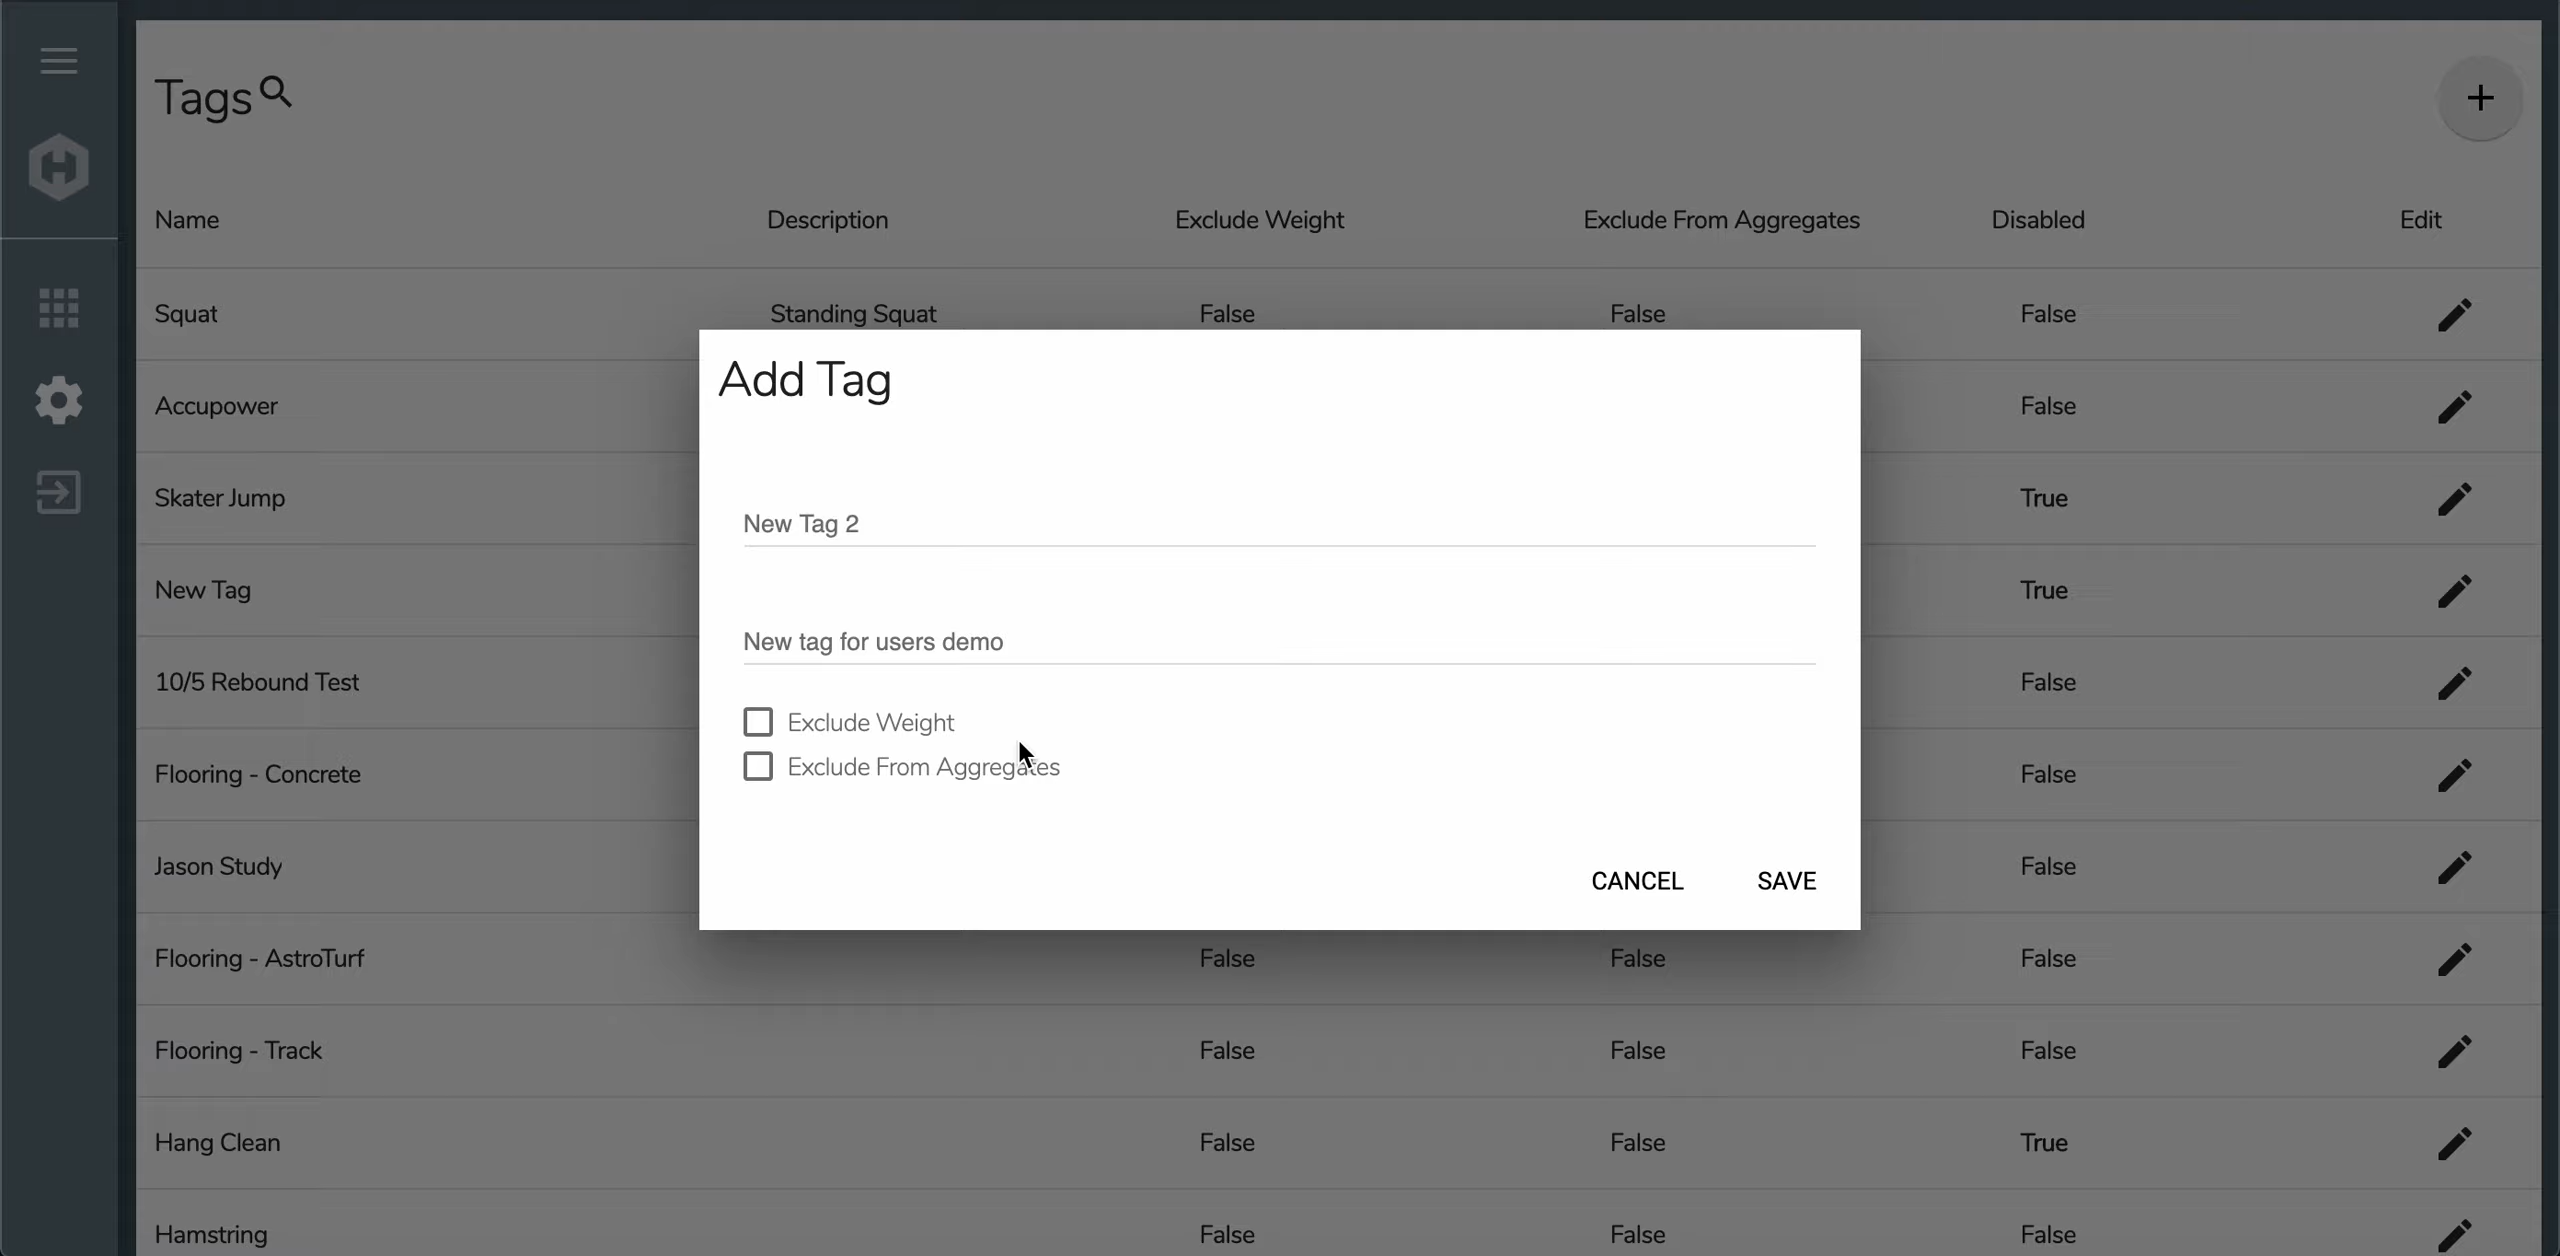 Tags
Name Description Exclude Weight Exclude From Aggregates Disabled Edit
Squat Standing Squat False False False
Add Tag
Accupower False
Skater Jump True
New Tag 2
New Tag True
New tag for users demo
10/5 Rebound Test False
Exclude Weight
Exclude From Aggregates
Flooring - Concrete False
Jason Study False
CANCEL SAVE
Flooring - AstroTurf False False False
Flooring - Track False False False
Hang Clean False False True
Hamstring False False False